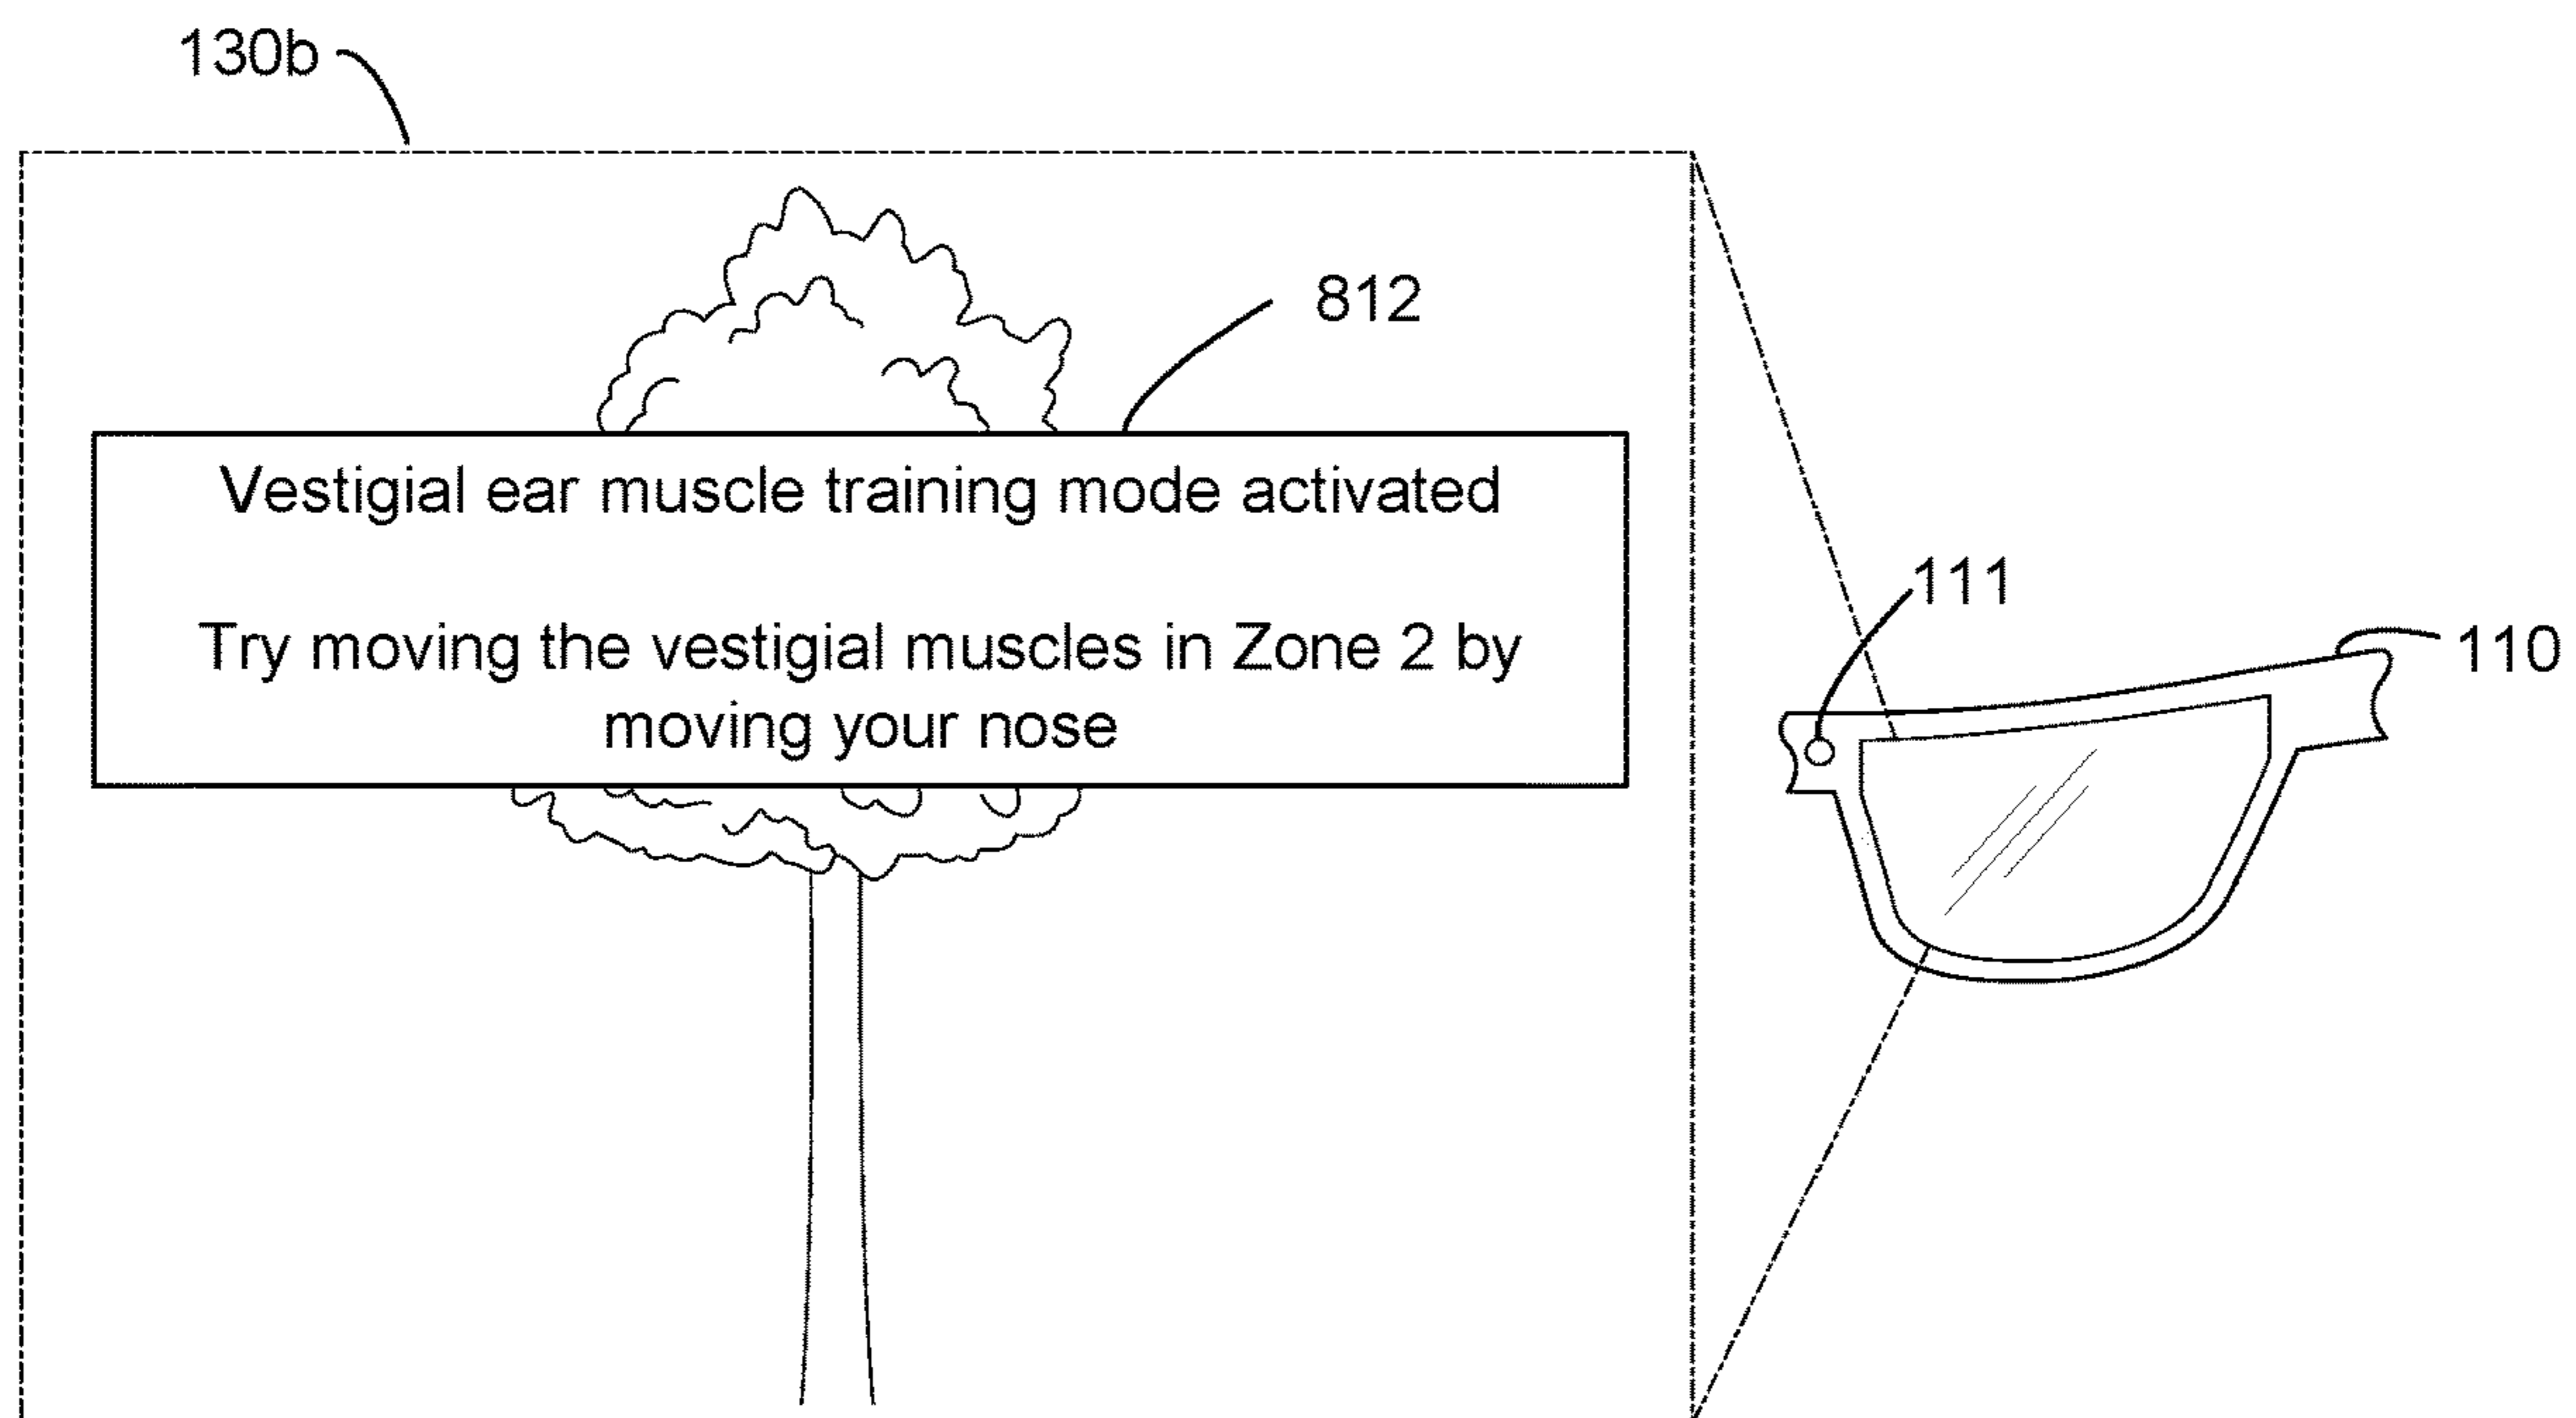 130b
812
Vestigial ear muscle training mode activated
Try moving the vestigial muscles in Zone 2 by
moving your nose
111
110